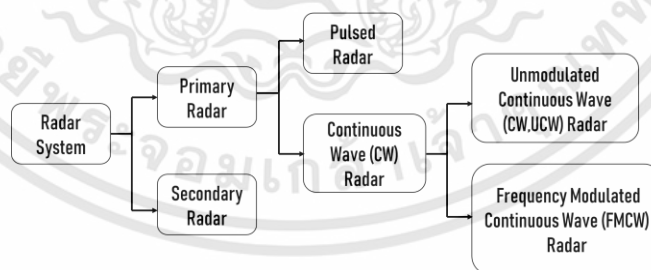 Radar
System
Primary
Radar
Secondary
Radar
Pulsed
Radar
Continuous
Wave (CW)
Radar
Unmodulated
Continuous Wave
(CW,UCW) Radar
Frequency Modulated
Continuous Wave (FMCW)
Radar